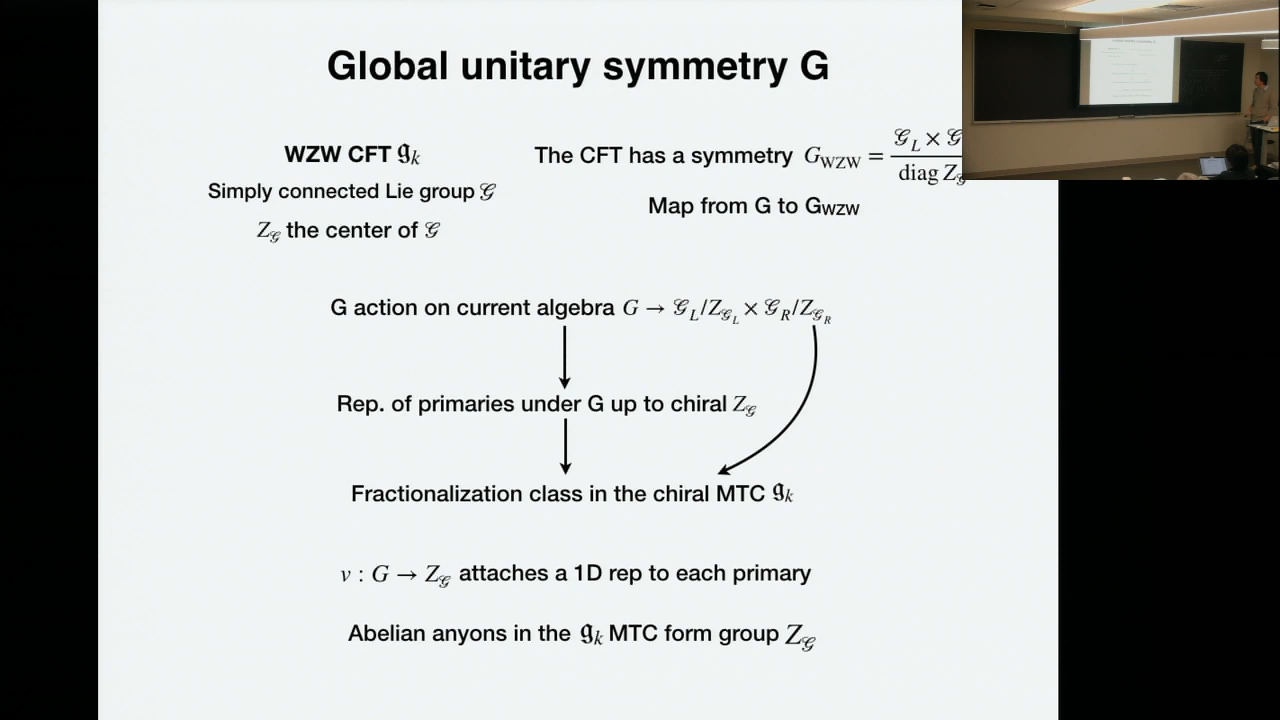 Global unitary symmetry G
WZW CFT 𝔤ₖ
Simply connected Lie group 𝒢
Z_𝒢 the center of 𝒢
The CFT has a symmetry G_WZW = 𝒢_L × 𝒢 / diag Z_𝒢
Map from G to G_WZW
G action on current algebra G → 𝒢_L/Z_{𝒢_L} × 𝒢_R/Z_{𝒢_R}
Rep. of primaries under G up to chiral Z_𝒢
Fractionalization class in the chiral MTC 𝔤ₖ
v : G → Z_𝒢 attaches a 1D rep to each primary
Abelian anyons in the 𝔤ₖ MTC form group Z_𝒢